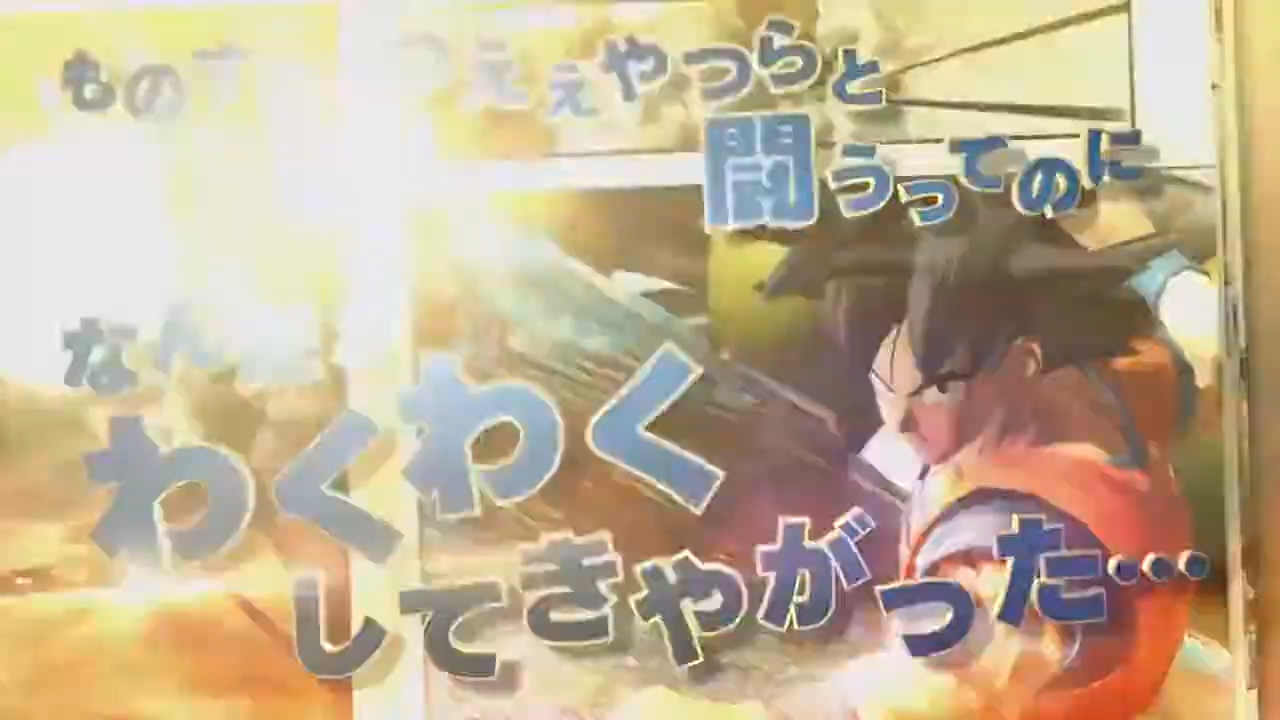 ものす えぇやつらと
闘うってのに
な
わくわく
してきやがった…